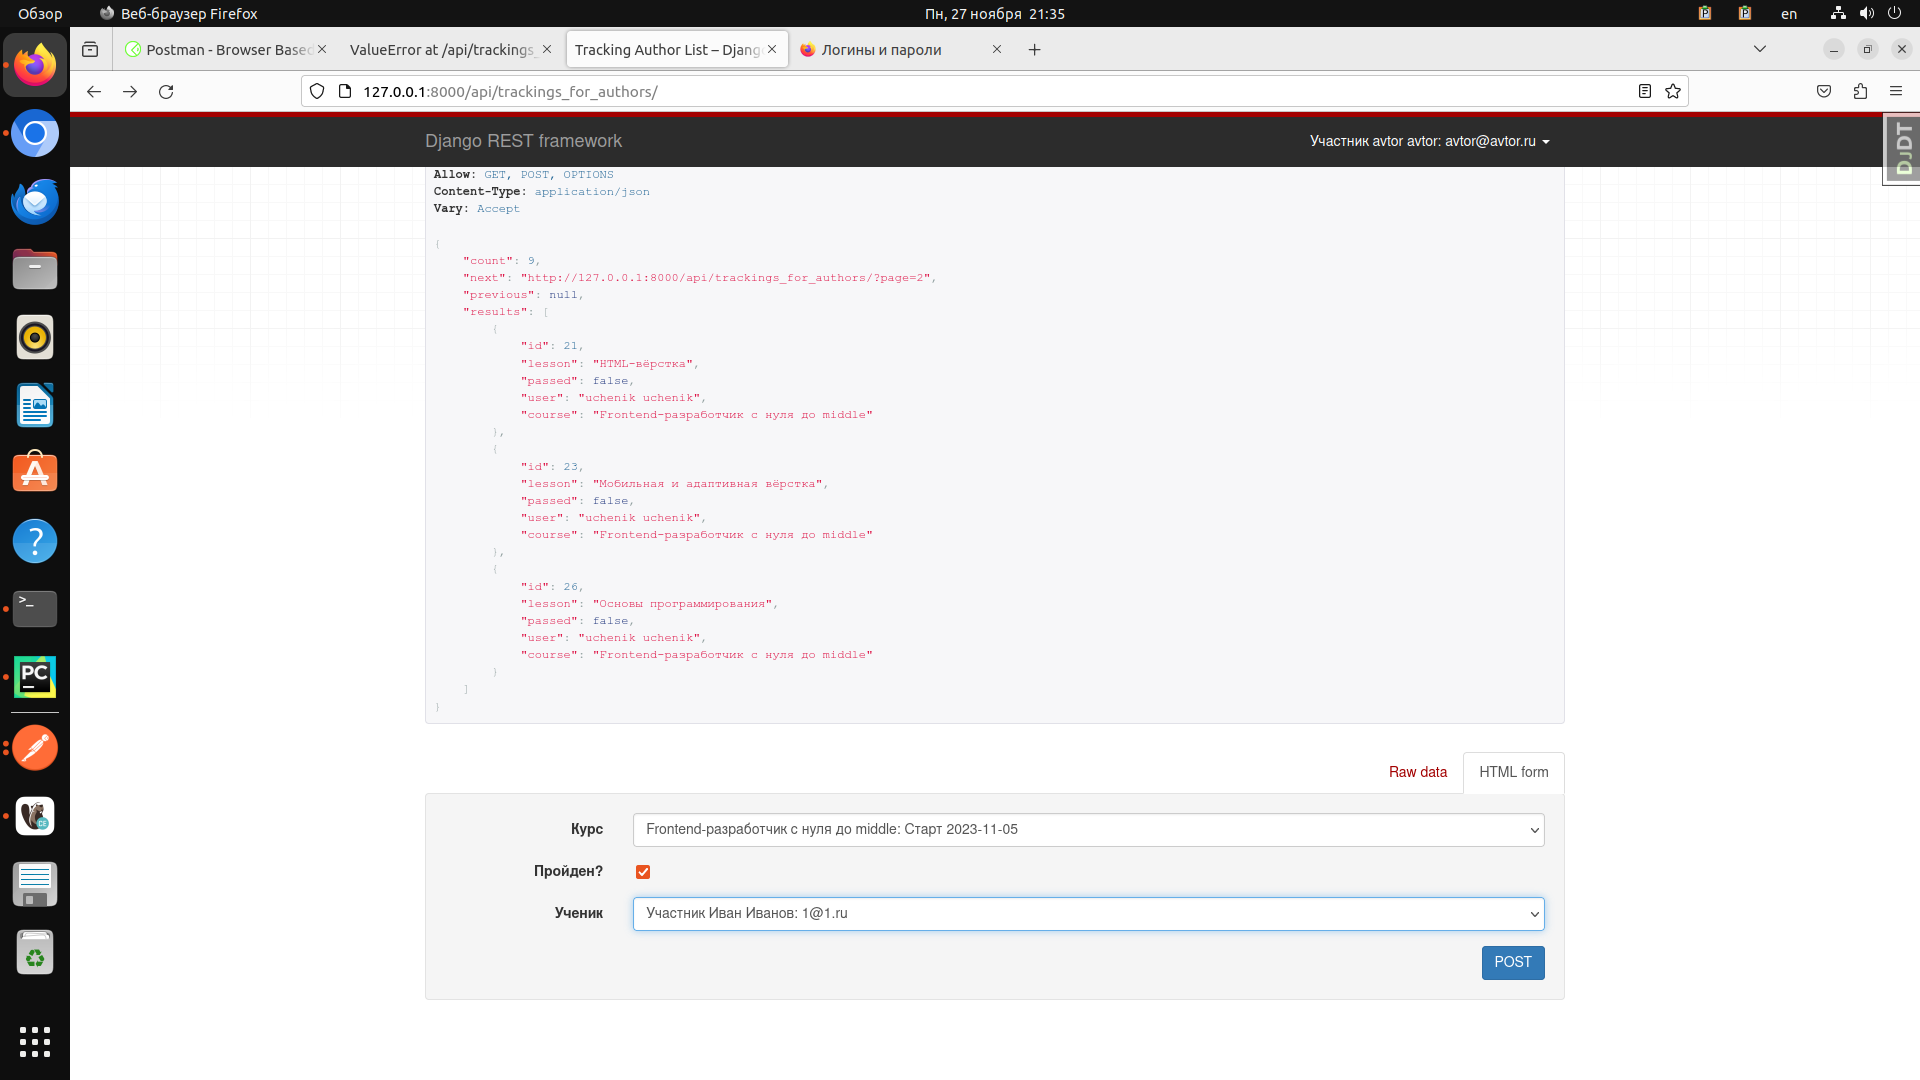 Обзор
Веб-браузер Firefox
Пн, 27 ноября 21:35
en
Postman - Browser Based
ValueError at /api/trackings_
Tracking Author List – Django
Логины и пароли
127.0.0.1:8000/api/trackings_for_authors/
Django REST framework
Участник avtor avtor: avtor@avtor.ru
DjDT
Allow: GET, POST, OPTIONS
Content-Type: application/json
Vary: Accept
{
"count": 9,
"next": "http://127.0.0.1:8000/api/trackings_for_authors/?page=2",
"previous": null,
"results": [
{
"id": 21,
"lesson": "HTML-вёрстка",
"passed": false,
"user": "uchenik uchenik",
"course": "Frontend-разработчик с нуля до middle"
},
{
"id": 23,
"lesson": "Мобильная и адаптивная вёрстка",
"passed": false,
"user": "uchenik uchenik",
"course": "Frontend-разработчик с нуля до middle"
},
{
"id": 26,
"lesson": "Основы программирования",
"passed": false,
"user": "uchenik uchenik",
"course": "Frontend-разработчик с нуля до middle"
}
]
}
Raw data
HTML form
Курс
Frontend-разработчик с нуля до middle: Старт 2023-11-05
Пройден?
Ученик
Участник Иван Иванов: 1@1.ru
POST
PC